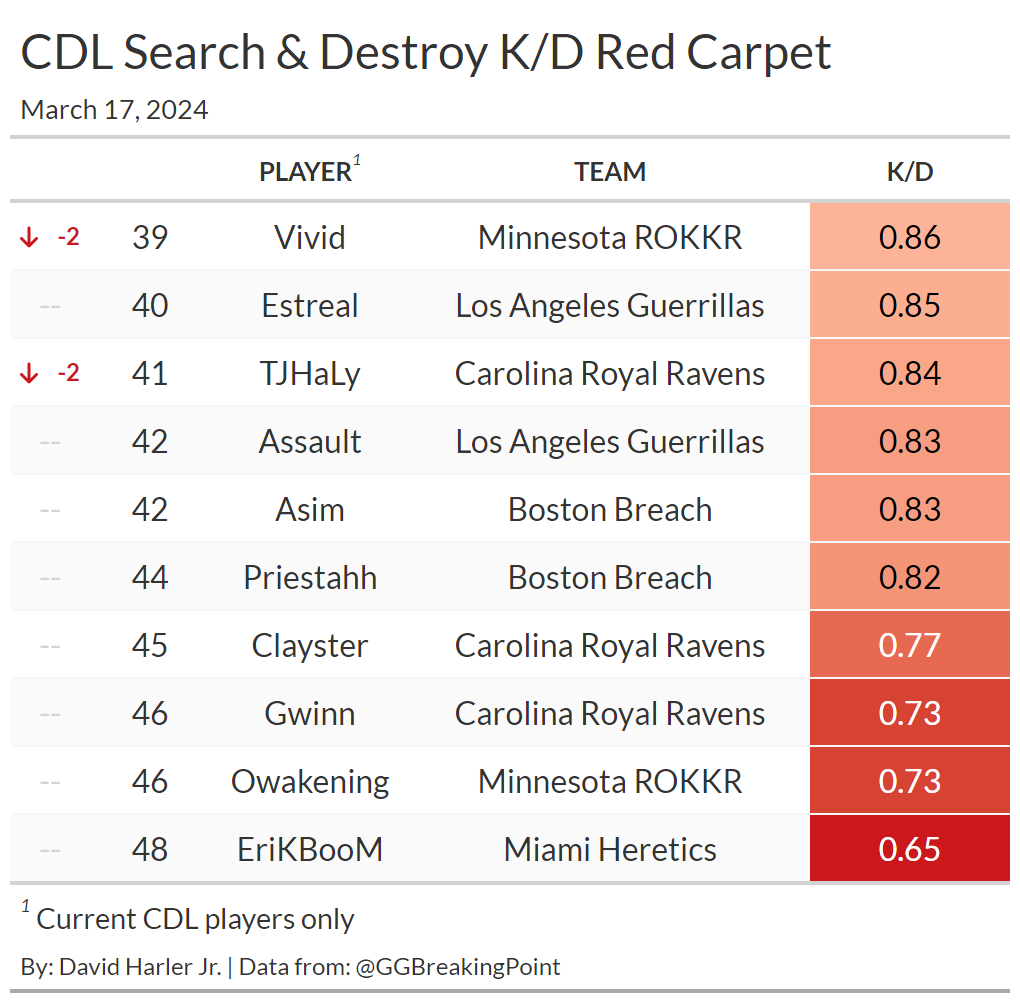 CDL Search & Destroy K/D Red Carpet
March 17, 2024
PLAYER1 TEAM K/D
↓ -2 39 Vivid Minnesota ROKKR 0.86
-- 40 Estreal Los Angeles Guerrillas 0.85
↓ -2 41 TJHaLy Carolina Royal Ravens 0.84
-- 42 Assault Los Angeles Guerrillas 0.83
-- 42 Asim Boston Breach 0.83
-- 44 Priestahh Boston Breach 0.82
-- 45 Clayster Carolina Royal Ravens 0.77
-- 46 Gwinn Carolina Royal Ravens 0.73
-- 46 Owakening Minnesota ROKKR 0.73
-- 48 EriKBooM Miami Heretics 0.65
1 Current CDL players only
By: David Harler Jr. | Data from: @GGBreakingPoint